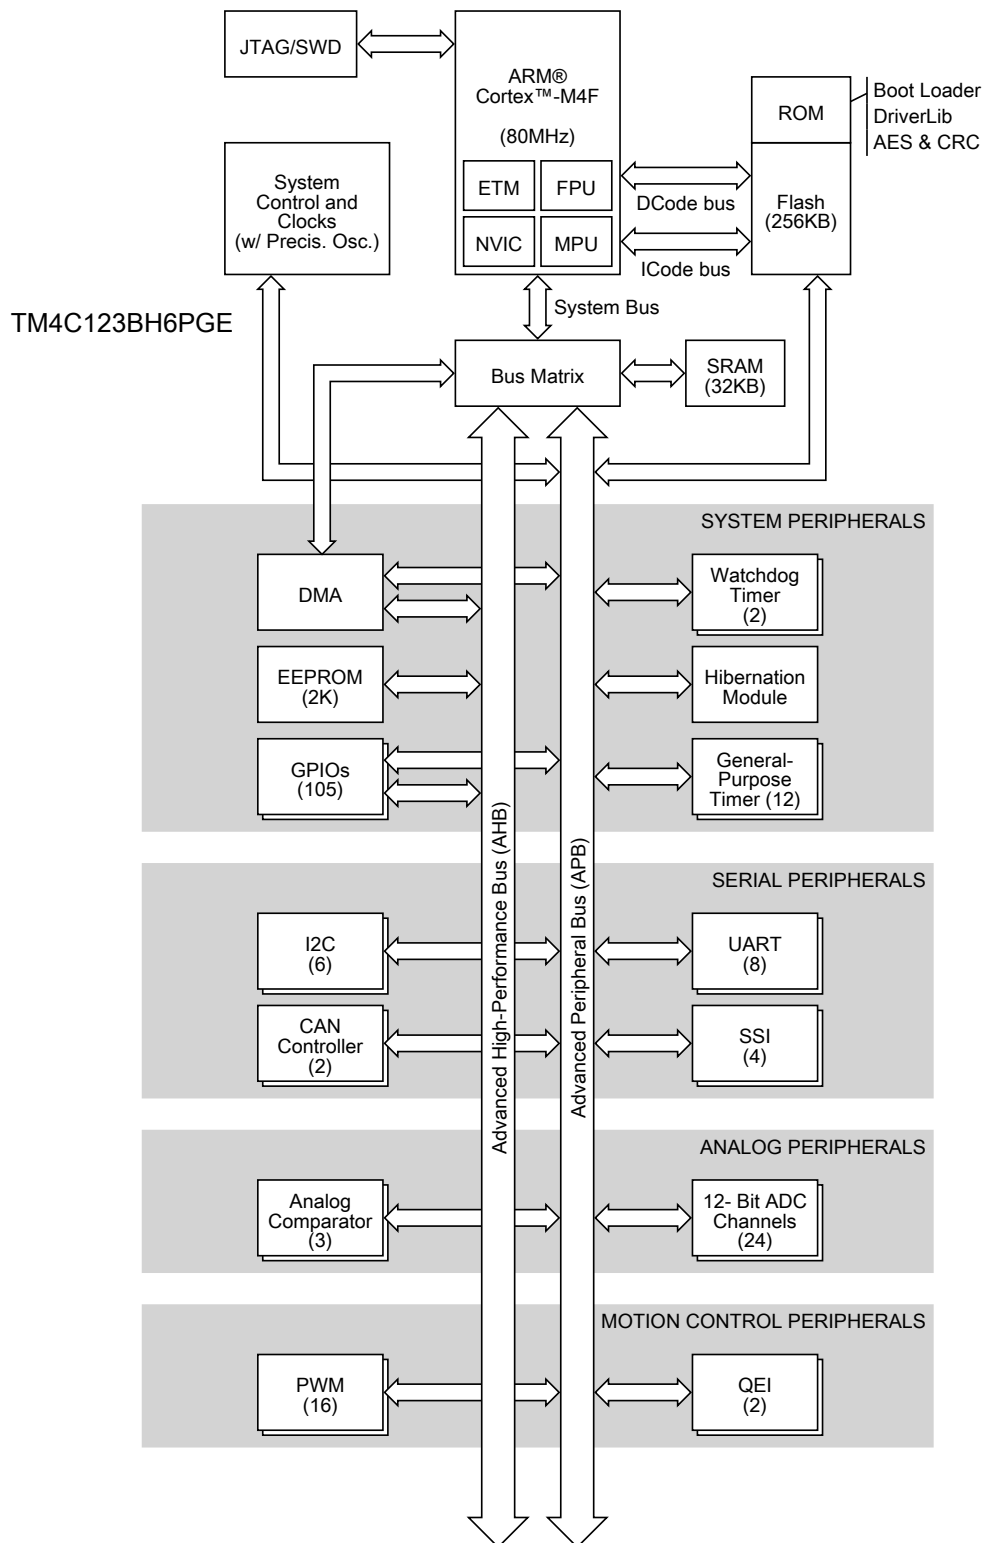 JTAG/SWD
ARM®
Cortex™-M4F
(80MHz)
ETM
FPU
NVIC
MPU
ROM
Boot Loader
DriverLib
AES & CRC
System
Control and
Clocks
(w/ Precis. Osc.)
DCode bus
Flash
(256KB)
ICode bus
System Bus
TM4C123BH6PGE
Bus Matrix
SRAM
(32KB)
SYSTEM PERIPHERALS
DMA
Watchdog
Timer
(2)
EEPROM
(2K)
Hibernation
Module
GPIOs
(105)
General-
Purpose
Timer (12)
Advanced High-Performance Bus (AHB)
Advanced Peripheral Bus (APB)
SERIAL PERIPHERALS
I2C
(6)
UART
(8)
CAN
Controller
(2)
SSI
(4)
ANALOG PERIPHERALS
Analog
Comparator
(3)
12- Bit ADC
Channels
(24)
MOTION CONTROL PERIPHERALS
PWM
(16)
QEI
(2)